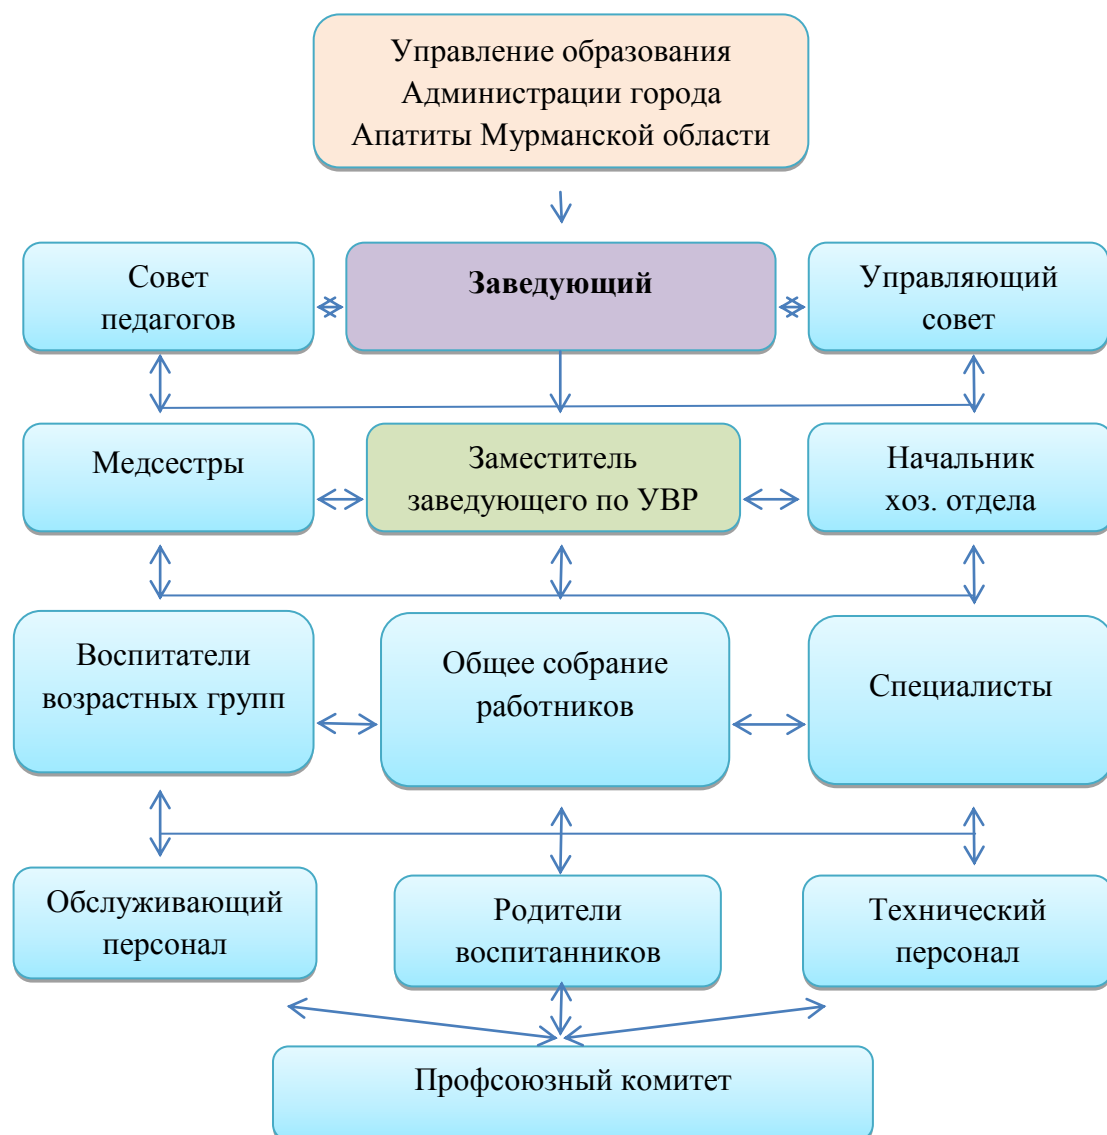 Управление образования
Администрации города
Апатиты Мурманской области
Совет
педагогов
Заведующий
Управляющий
совет
Медсестры
Заместитель
заведующего по УВР
Начальник
хоз. отдела
Воспитатели
возрастных групп
Общее собрание
работников
Специалисты
Обслуживающий
персонал
Родители
воспитанников
Технический
персонал
Профсоюзный комитет